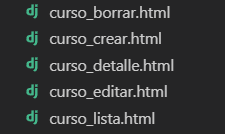 dj curso_borrar.html
dj curso_crear.html
dj curso_detalle.html
dj curso_editar.html
dj curso_lista.html